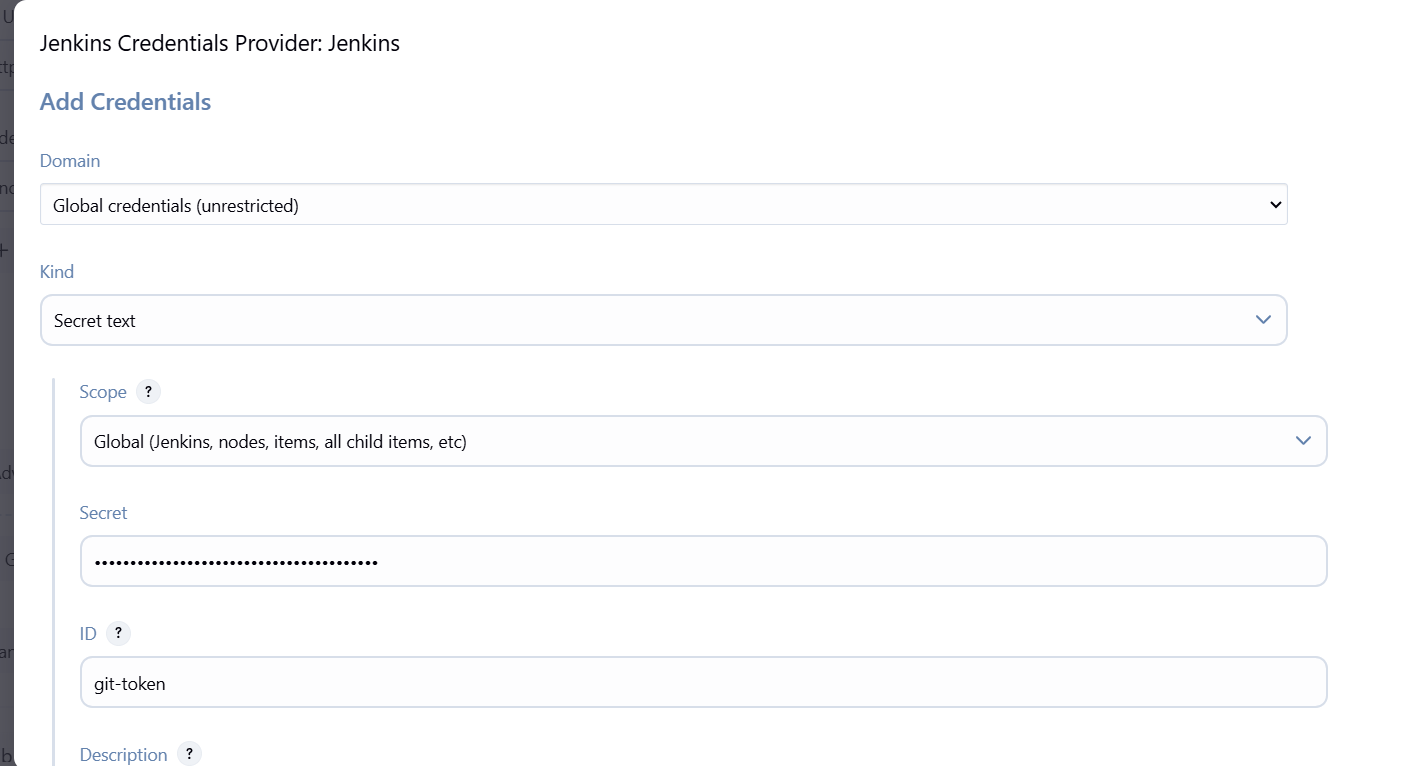 Jenkins Credentials Provider: Jenkins
Add Credentials
Domain
Global credentials (unrestricted)
Kind
Secret text
Scope ?
Global (Jenkins, nodes, items, all child items, etc)
Secret
••••••••••••••••••••••••••••••••••••••••
ID ?
git-token
Description ?